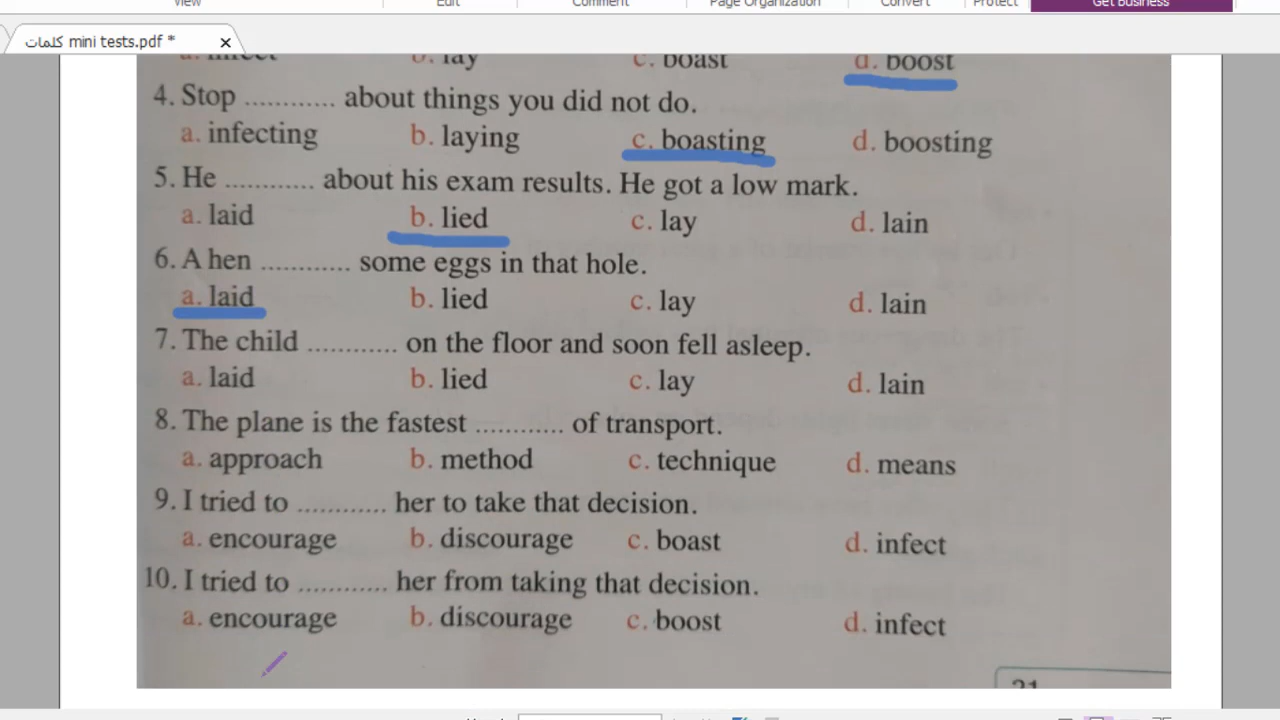 View Edit Comment Page Organization Convert Protect Get Business
كلمات mini tests.pdf *
a. infect b. lay c. boast d. boost
4. Stop ............ about things you did not do.
a. infecting b. laying c. boasting d. boosting
5. He ............ about his exam results. He got a low mark.
a. laid b. lied c. lay d. lain
6. A hen ............ some eggs in that hole.
a. laid b. lied c. lay d. lain
7. The child ............ on the floor and soon fell asleep.
a. laid b. lied c. lay d. lain
8. The plane is the fastest ............ of transport.
a. approach b. method c. technique d. means
9. I tried to ............ her to take that decision.
a. encourage b. discourage c. boast d. infect
10. I tried to ............ her from taking that decision.
a. encourage b. discourage c. boost d. infect